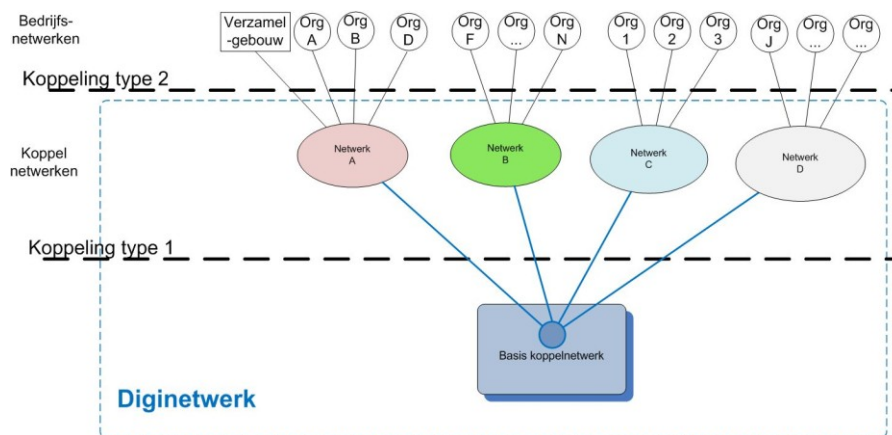 Bedrijfs-
netwerken
Verzamel
-gebouw
Org
A
Org
B
Org
D
Org
F
Org
...
Org
N
Org
1
Org
2
Org
3
Org
J
Org
...
Org
...
Koppeling type 2
Koppel
netwerken
Netwerk
A
Netwerk
B
Netwerk
C
Netwerk
D
Koppeling type 1
Basis koppelnetwerk
Diginetwerk